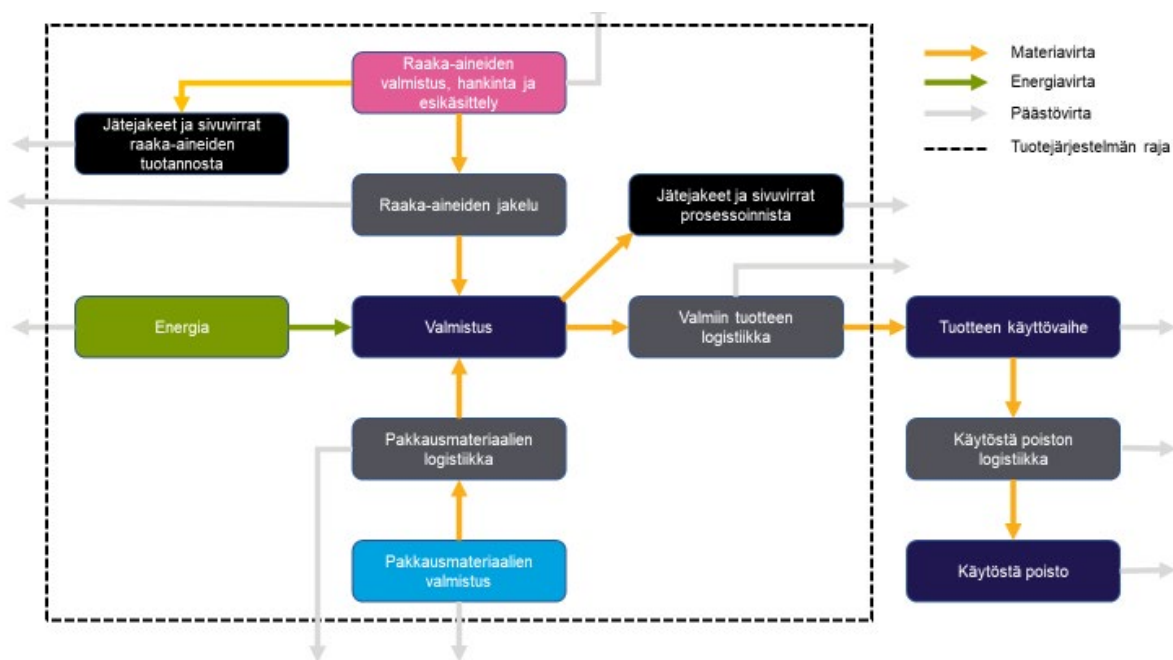 Raaka-aineiden
valmistus, hankinta ja
esikäsittely
Materiavirta
Energiavirta
Päästövirta
Tuotejärjestelmän raja
Jätejakeet ja sivuvirrat
raaka-aineiden
tuotannosta
Raaka-aineiden jakelu
Jätejakeet ja sivuvirrat
prosessoinnista
Energia
Valmistus
Valmiin tuotteen
logistiikka
Tuotteen käyttövaihe
Pakkausmateriaalien
logistiikka
Käytöstä poiston
logistiikka
Pakkausmateriaalien
valmistus
Käytöstä poisto